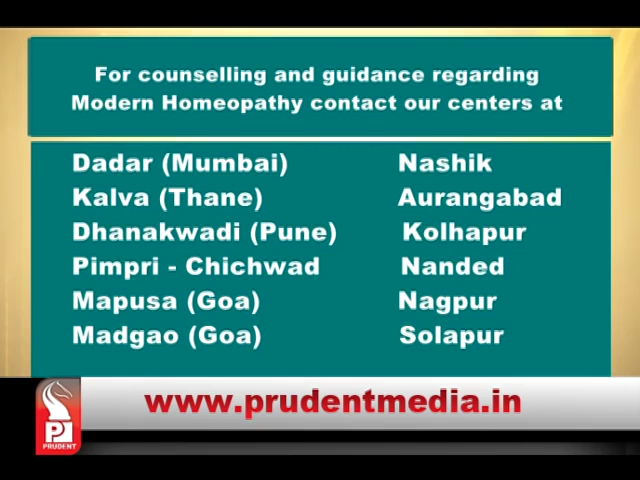 For counselling and guidance regarding
Modern Homeopathy contact our centers at
Dadar (Mumbai)
Kalva (Thane)
Dhanakwadi (Pune)
Pimpri - Chichwad
Mapusa (Goa)
Madgao (Goa)
Nashik
Aurangabad
Kolhapur
Nanded
Nagpur
Solapur
P
PRUDENT
www.prudentmedia.in